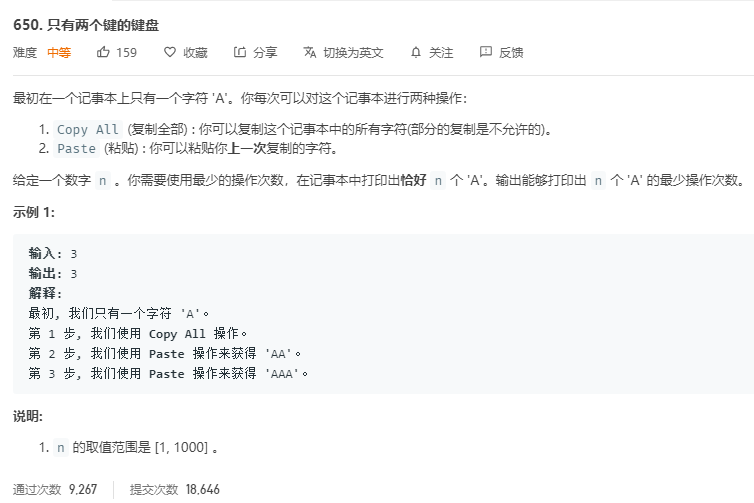 650. 只有两个键的键盘
难度 中等 159 收藏 分享 切换为英文 关注 反馈
最初在一个记事本上只有一个字符 'A'。你每次可以对这个记事本进行两种操作：
1. Copy All (复制全部) : 你可以复制这个记事本中的所有字符(部分的复制是不允许的)。
2. Paste (粘贴) : 你可以粘贴你上一次复制的字符。
给定一个数字 n 。你需要使用最少的操作次数，在记事本中打印出恰好 n 个 'A'。输出能够打印出 n 个 'A' 的最少操作次数。
示例 1:
输入: 3
输出: 3
解释:
最初, 我们只有一个字符 'A'。
第 1 步, 我们使用 Copy All 操作。
第 2 步, 我们使用 Paste 操作来获得 'AA'。
第 3 步, 我们使用 Paste 操作来获得 'AAA'。
说明:
1. n 的取值范围是 [1, 1000] 。
通过次数 9,267 提交次数 18,646